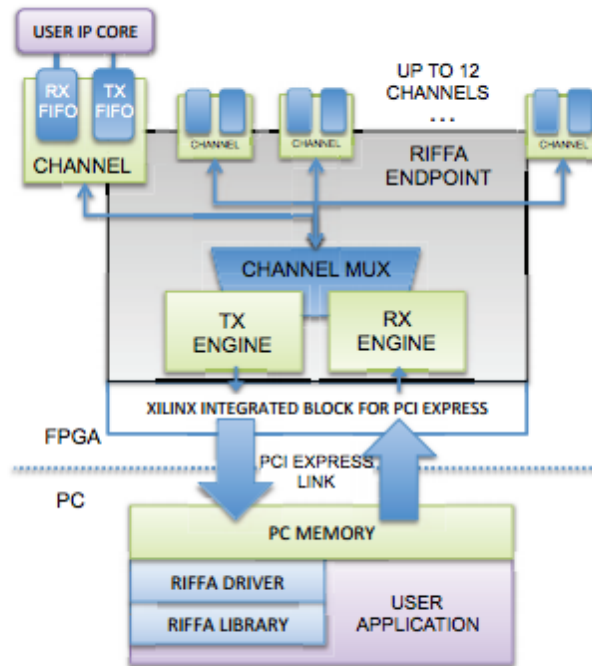 USER IP CORE
RX
FIFO
TX
FIFO
CHANNEL
CHANNEL
CHANNEL
UP TO 12
CHANNELS
...
CHANNEL
RIFFA
ENDPOINT
CHANNEL MUX
TX
ENGINE
RX
ENGINE
XILINX INTEGRATED BLOCK FOR PCI EXPRESS
FPGA
PCI EXPRESS
LINK
PC
PC MEMORY
RIFFA DRIVER
RIFFA LIBRARY
USER
APPLICATION